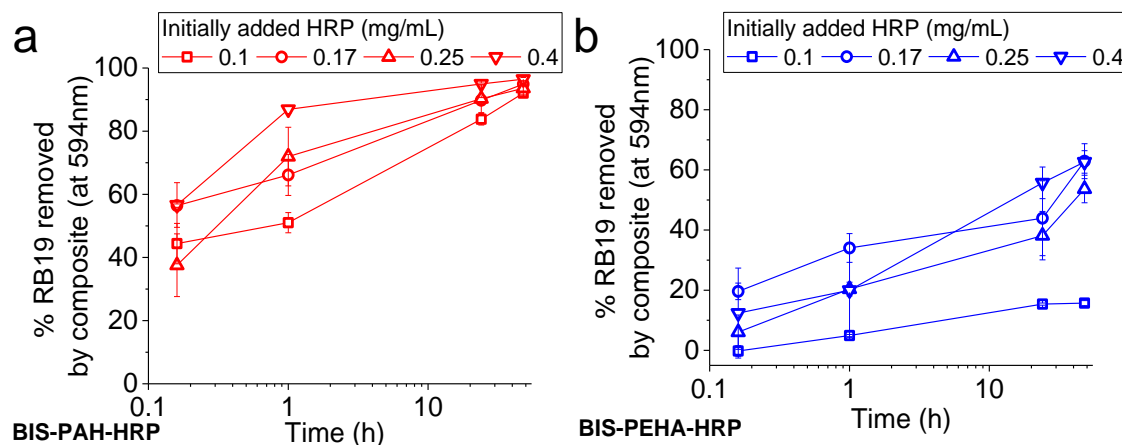 a
Initially added HRP (mg/mL)
0.1 0.17 0.25 0.4
% RB19 removed
by composite (at 594nm)
100
80
60
40
20
0
0.1 1 10
Time (h)
BIS-PAH-HRP
b
Initially added HRP (mg/mL)
0.1 0.17 0.25 0.4
% RB19 removed
by composite (at 594nm)
100
80
60
40
20
0
0.1 1 10
Time (h)
BIS-PEHA-HRP